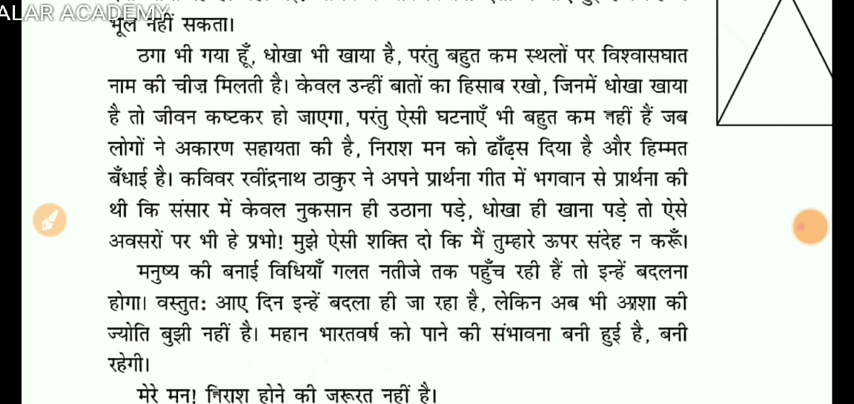 ALAR ACADEMY
भूल नहीं सकता।
ठगा भी गया हूँ, धोखा भी खाया है, परंतु बहुत कम स्थलों पर विश्वासघात
नाम की चीज मिलती है। केवल उन्हीं बातों का हिसाब रखो, जिनमें धोखा खाया
है तो जीवन कष्टकर हो जाएगा, परंतु ऐसी घटनाएँ भी बहुत कम नहीं हैं जब
लोगों ने अकारण सहायता की है, निराश मन को ढाँढ़स दिया है और हिम्मत
बँधाई है। कविवर रवींद्रनाथ ठाकुर ने अपने प्रार्थना गीत में भगवान से प्रार्थना की
थी कि संसार में केवल नुकसान ही उठाना पड़े, धोखा ही खाना पड़े तो ऐसे
अवसरों पर भी हे प्रभो! मुझे ऐसी शक्ति दो कि मैं तुम्हारे ऊपर संदेह न करूँ।
मनुष्य की बनाई विधियाँ गलत नतीजे तक पहुँच रही हैं तो इन्हें बदलना
होगा। वस्तुतः आए दिन इन्हें बदला ही जा रहा है, लेकिन अब भी आशा की
ज्योति बुझी नहीं है। महान भारतवर्ष को पाने की संभावना बनी हुई है, बनी
रहेगी।
मेरे मन! निराश होने की जरूरत नहीं है।